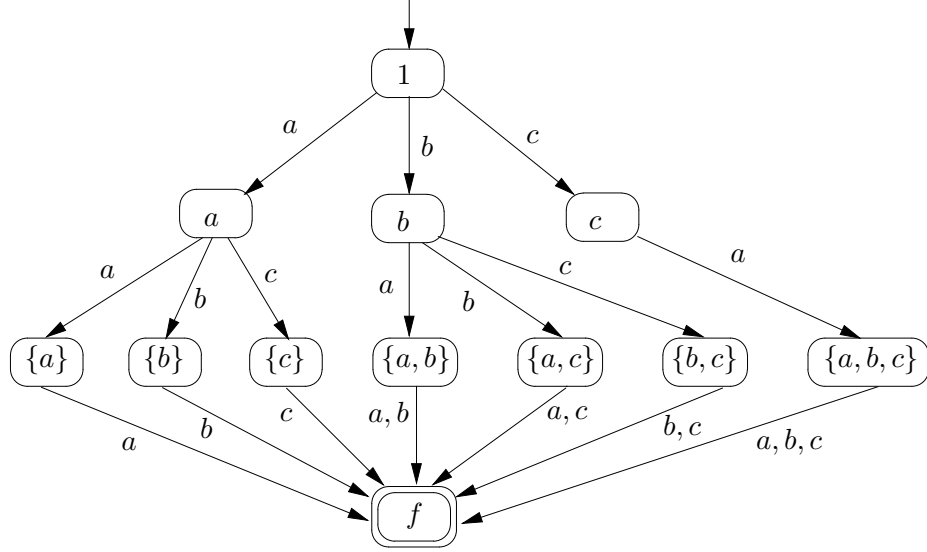 1
a
b
c
a
b
c
a
b
c
a
b
c
a
{a}
{b}
{c}
{a, b}
{a, c}
{b, c}
{a, b, c}
a
b
c
a, b
a, c
b, c
a, b, c
f